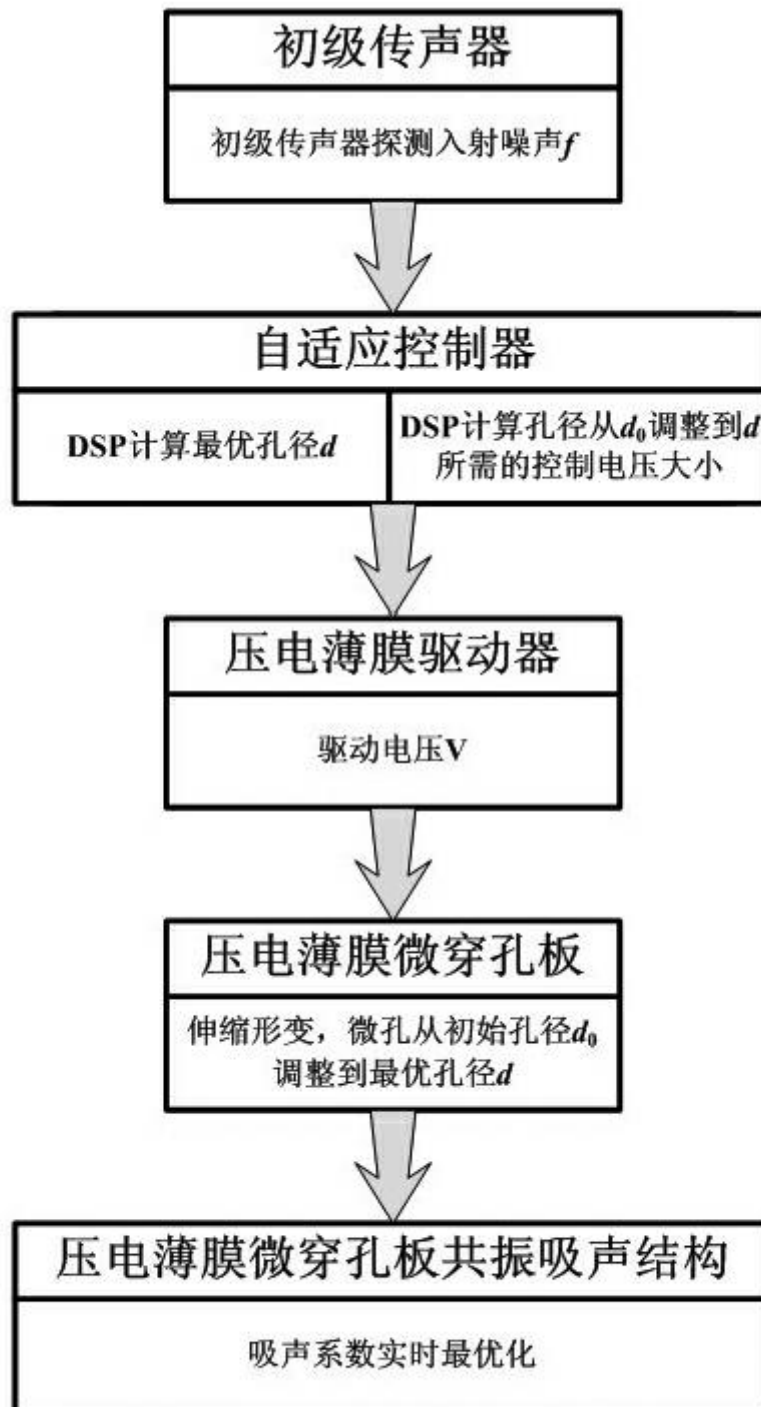 初级传声器
初级传声器探测入射噪声f
自适应控制器
DSP计算最优孔径d
DSP计算孔径从d₀调整到d
所需的控制电压大小
压电薄膜驱动器
驱动电压V
压电薄膜微穿孔板
伸缩形变，微孔从初始孔径d₀
调整到最优孔径d
压电薄膜微穿孔板共振吸声结构
吸声系数实时最优化